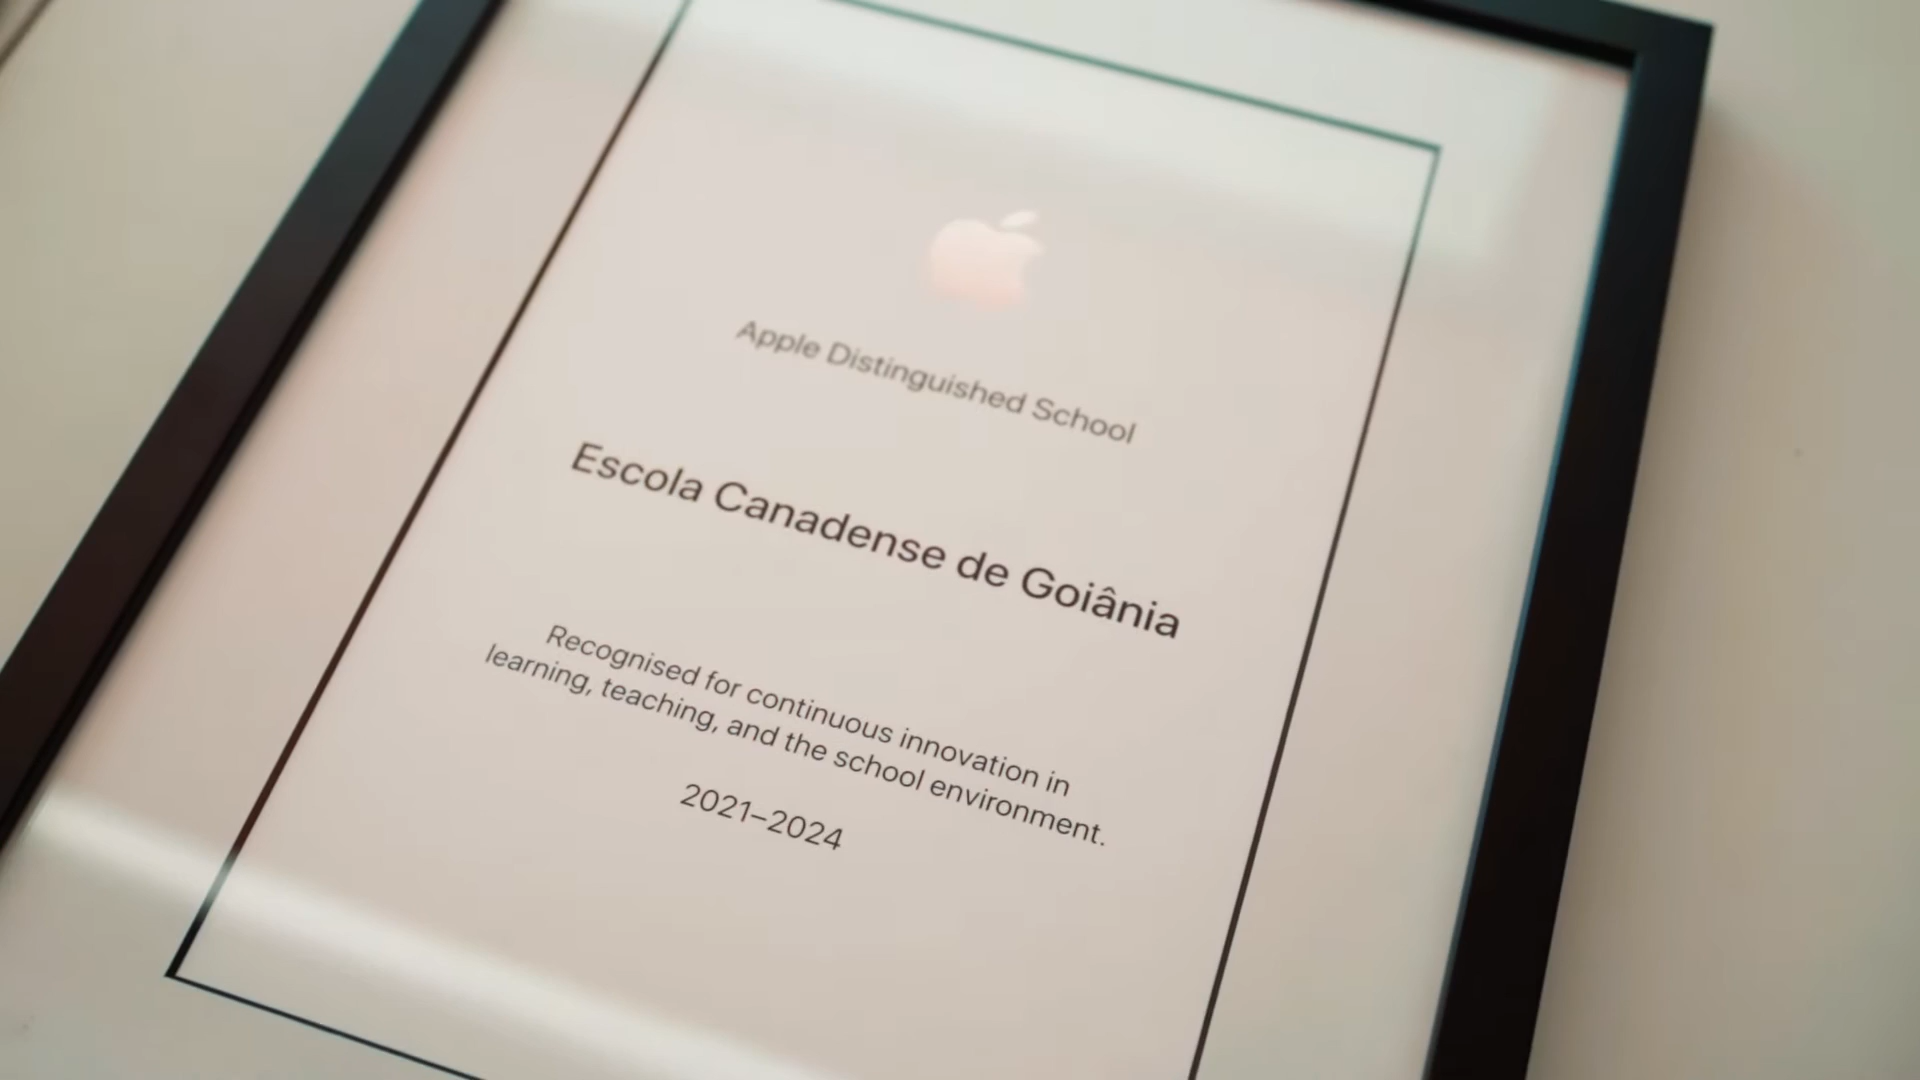 Apple Distinguished School
Escola Canadense de Goiânia
Recognised for continuous innovation in
learning, teaching, and the school environment.
2021–2024